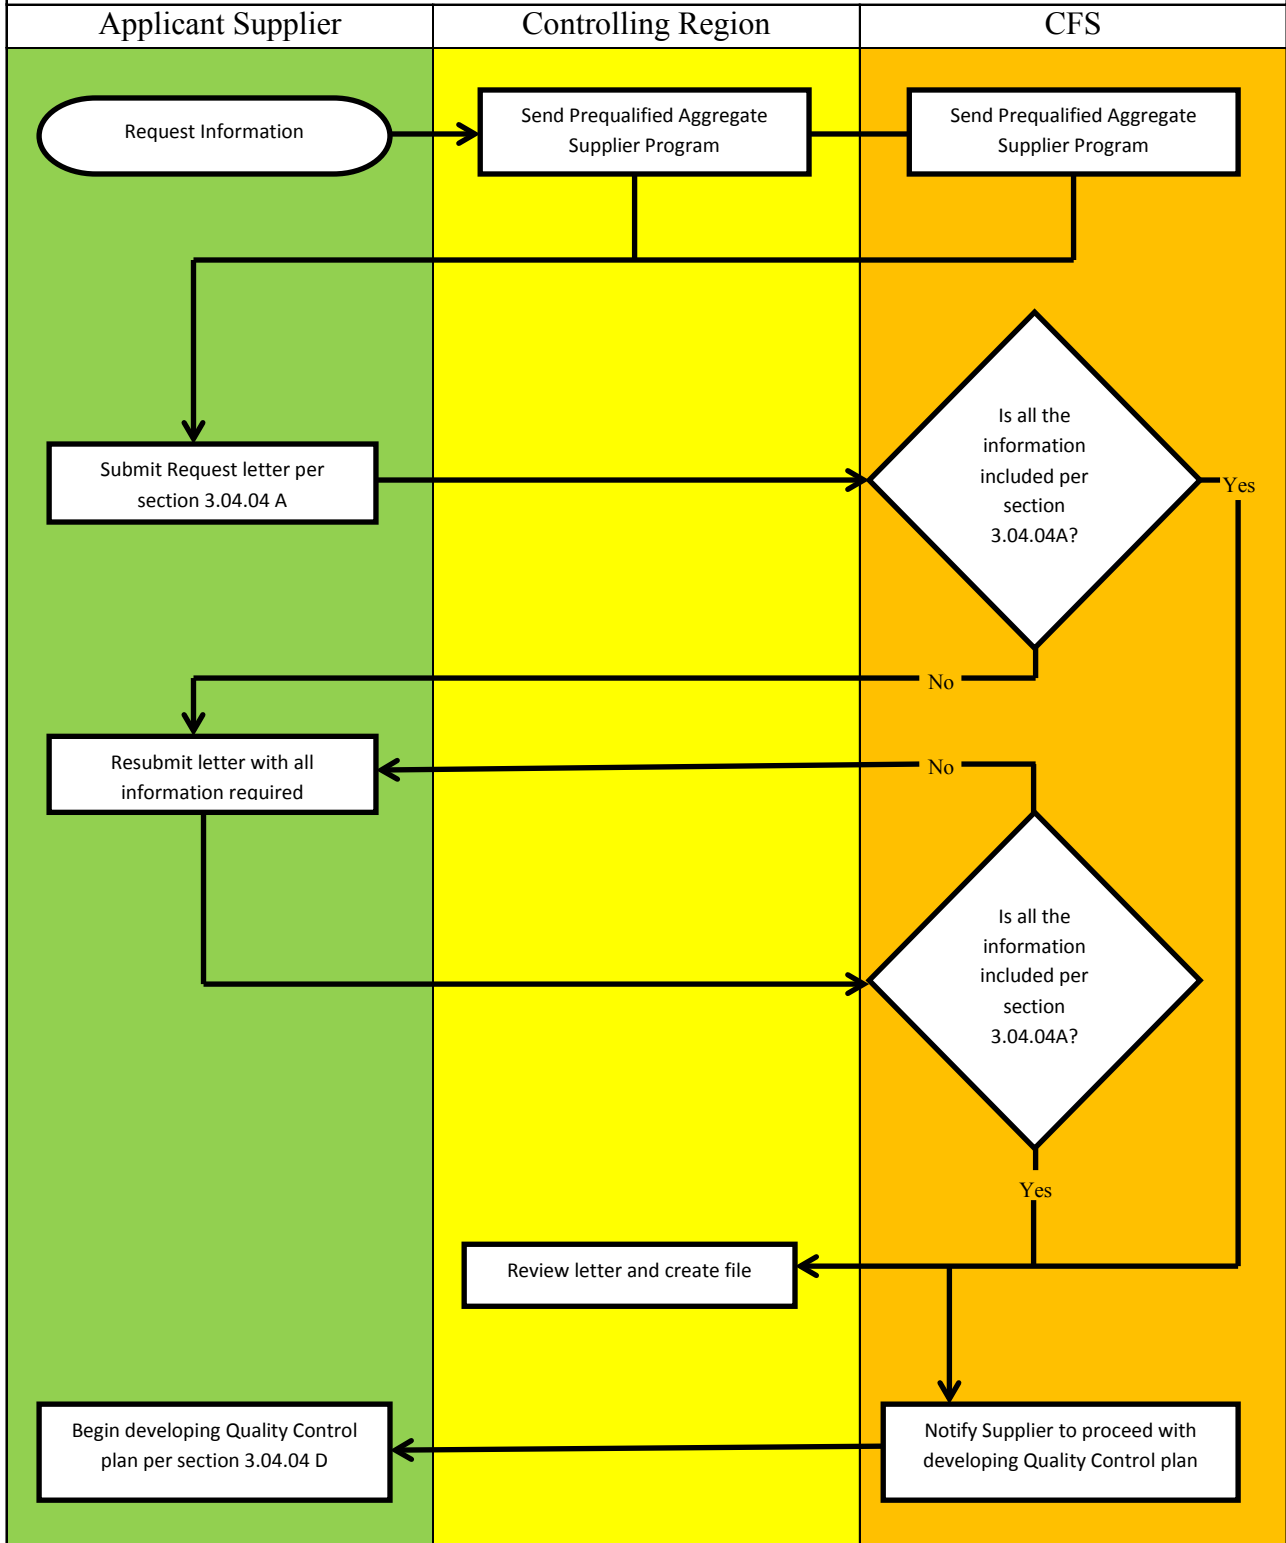 Applicant Supplier
Controlling Region
CFS
Request Information
Send Prequalified Aggregate
Supplier Program
Send Prequalified Aggregate
Supplier Program
Is all the
information
included per
section
3.04.04A?
Yes
Submit Request letter per
section 3.04.04 A
No
Resubmit letter with all
information required
No
Is all the
information
included per
section
3.04.04A?
Yes
Review letter and create file
Begin developing Quality Control
plan per section 3.04.04 D
Notify Supplier to proceed with
developing Quality Control plan